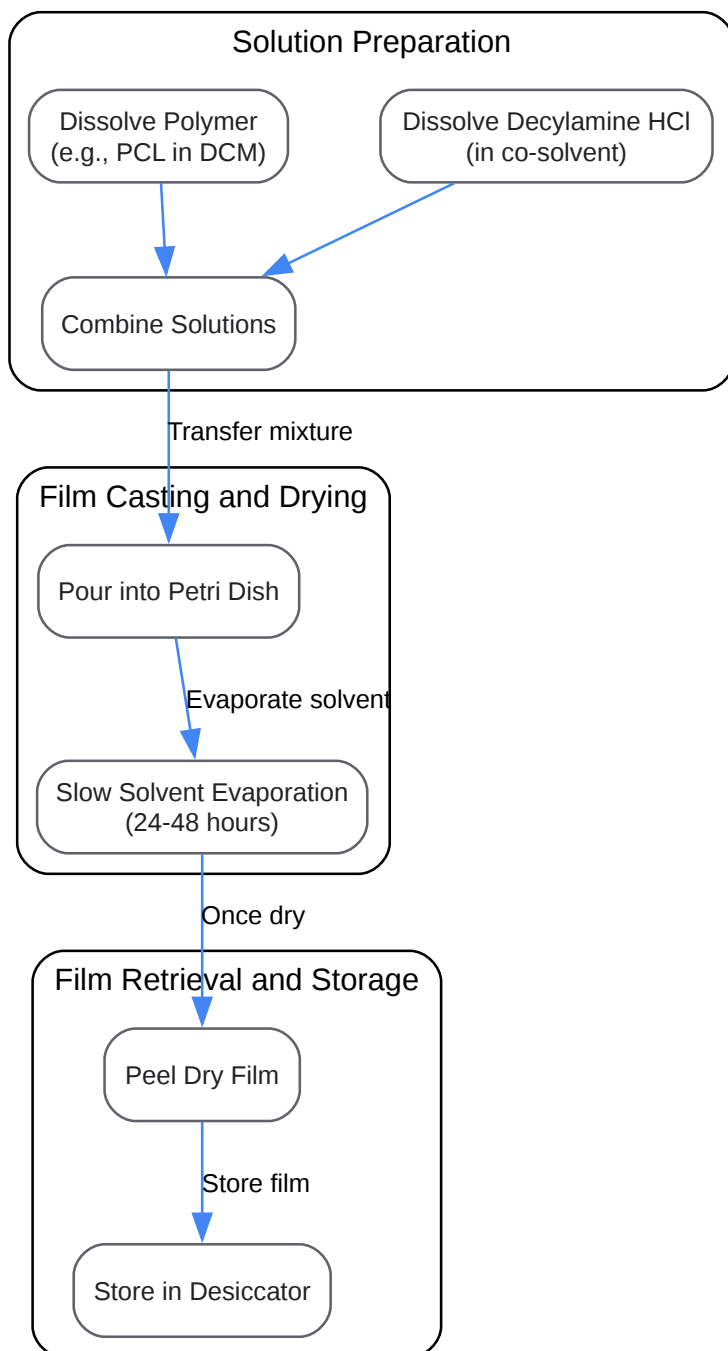 Solution Preparation
Dissolve Polymer
(e.g., PCL in DCM)
Dissolve Decylamine HCl
(in co-solvent)
Combine Solutions
Transfer mixture
Film Casting and Drying
Pour into Petri Dish
Evaporate solvent
Slow Solvent Evaporation
(24-48 hours)
Once dry
Film Retrieval and Storage
Peel Dry Film
Store film
Store in Desiccator